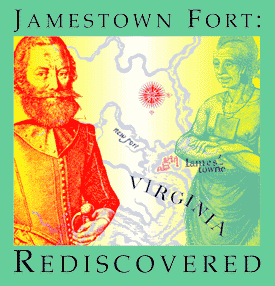 JAMESTOWN FORT:
new fort
James
towne
VIRGINIA
REDISCOVERED